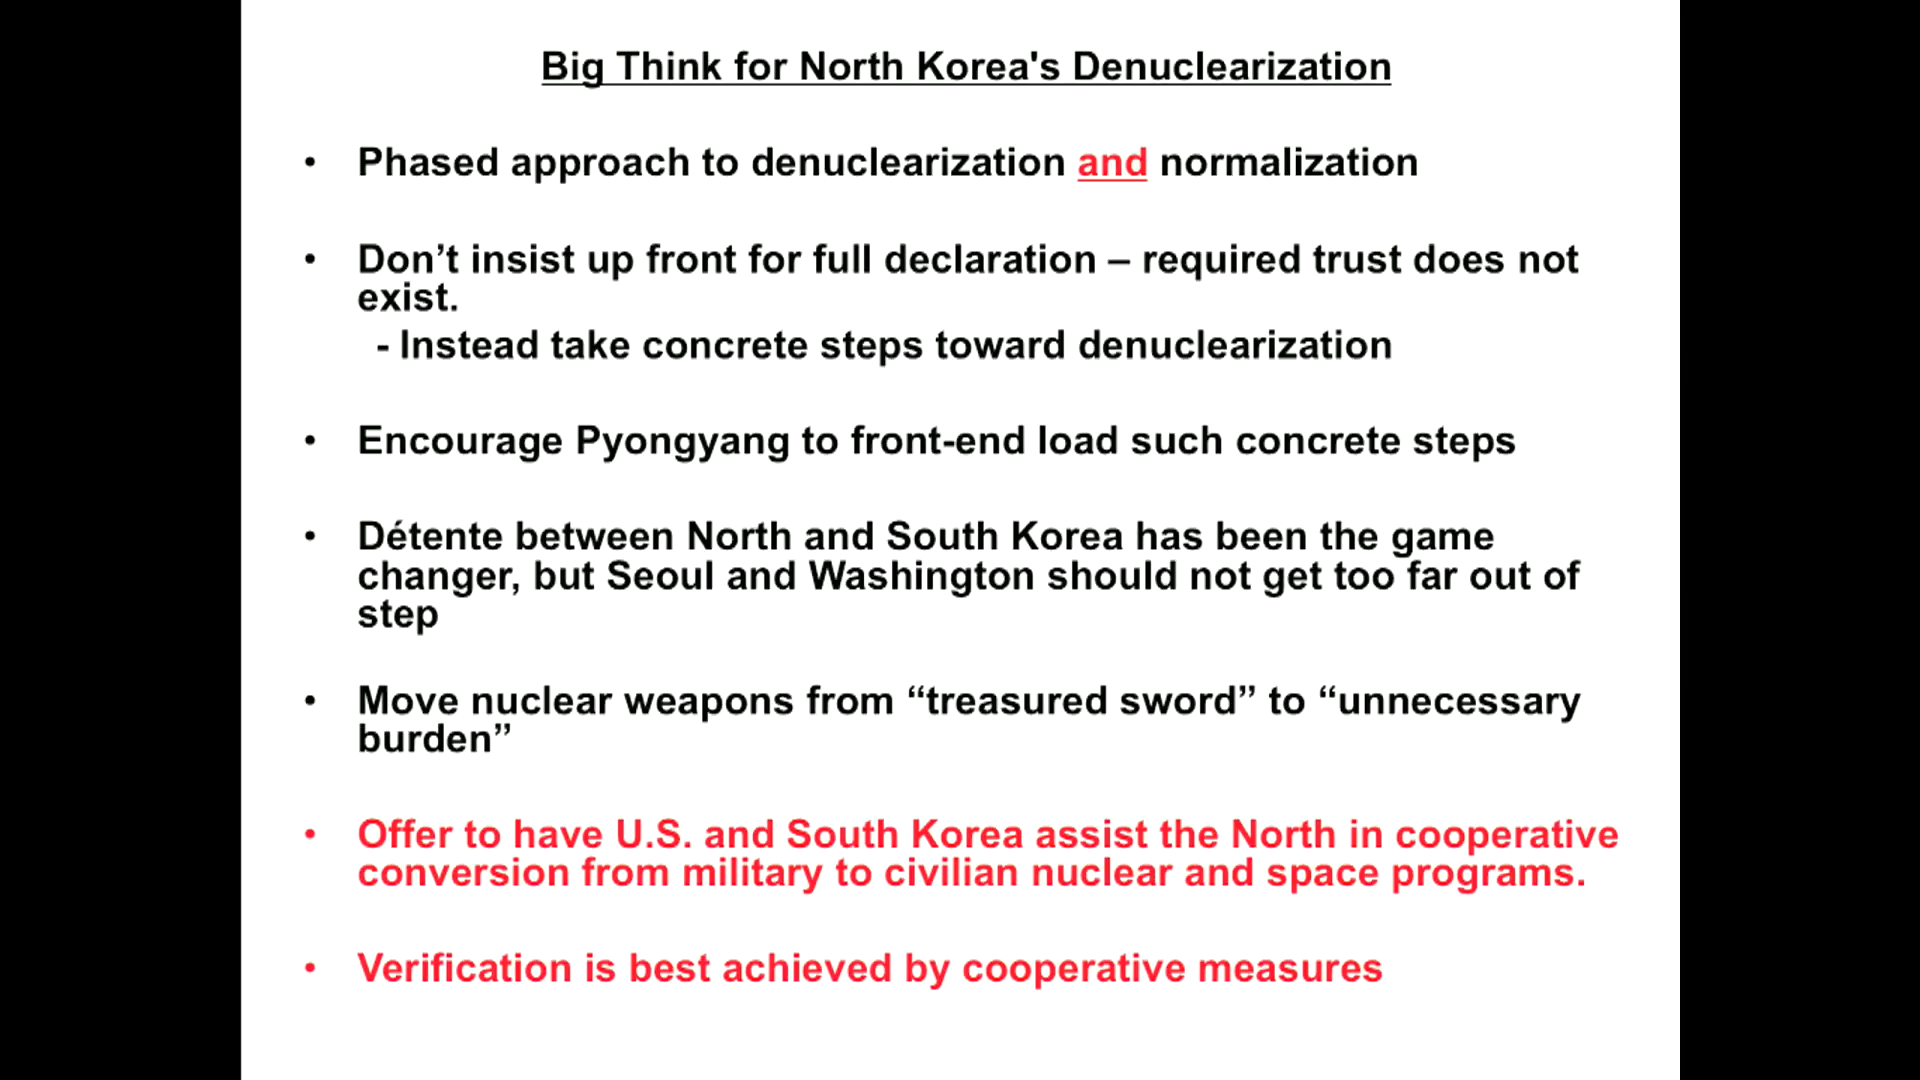 Big Think for North Korea's Denuclearization
• Phased approach to denuclearization and normalization
• Don’t insist up front for full declaration – required trust does not
exist.
- Instead take concrete steps toward denuclearization
• Encourage Pyongyang to front-end load such concrete steps
• Détente between North and South Korea has been the game
changer, but Seoul and Washington should not get too far out of
step
• Move nuclear weapons from “treasured sword” to “unnecessary
burden”
• Offer to have U.S. and South Korea assist the North in cooperative
conversion from military to civilian nuclear and space programs.
• Verification is best achieved by cooperative measures